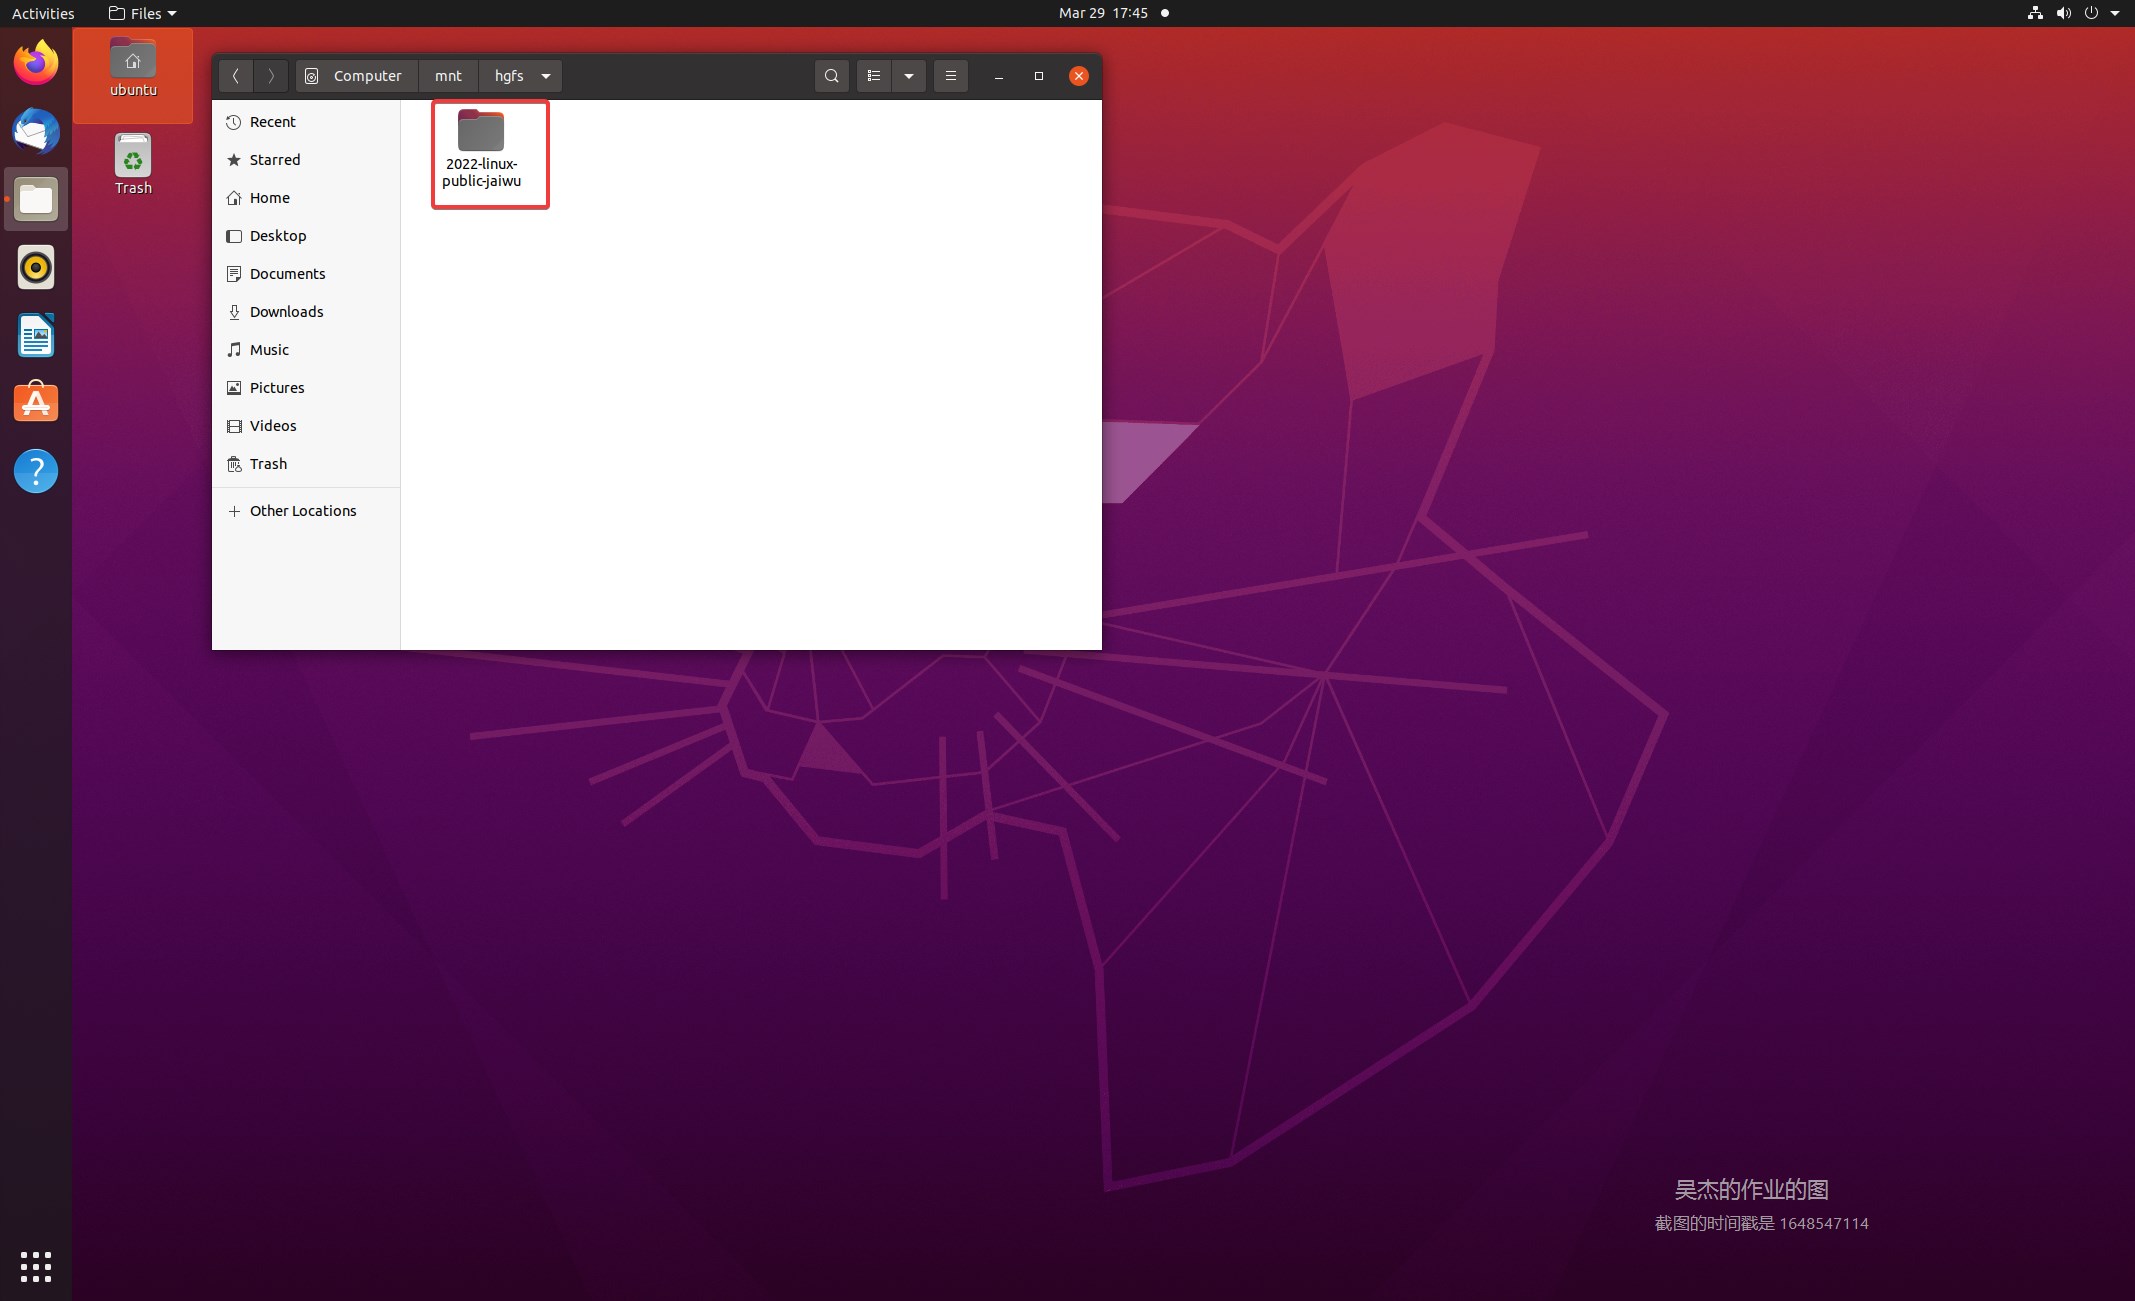 Activities
Files
Mar 29 17:45
ubuntu
Trash
Computer
mnt
hgfs
Recent
Starred
Home
Desktop
Documents
Downloads
Music
Pictures
Videos
Trash
Other Locations
2022-linux-
public-jaiwu
吴杰的作业的图
截图的时间戳是 1648547114